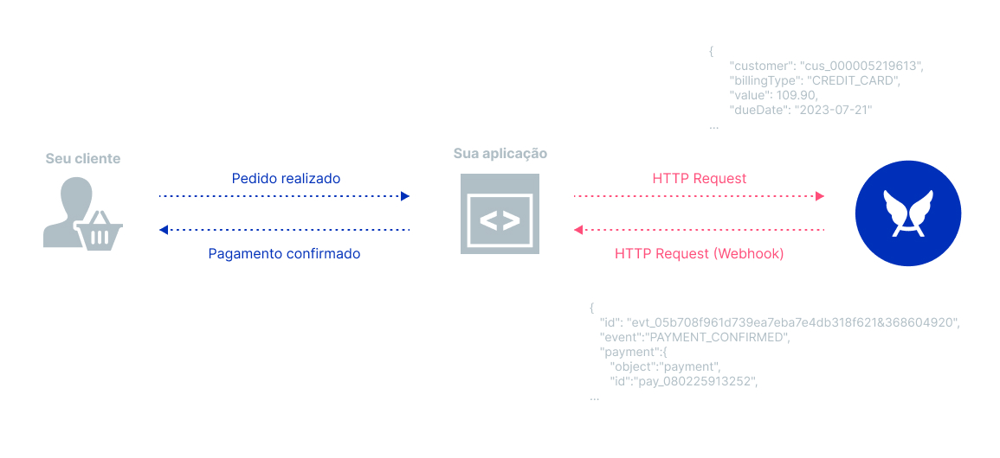 {
"customer": "cus_000005219613",
"billingType": "CREDIT_CARD",
"value": 109.90,
"dueDate": "2023-07-21"
...
Seu cliente
Sua aplicação
Pedido realizado
HTTP Request
<>
Pagamento confirmado
HTTP Request (Webhook)
{
"id": "evt_05b708f961d739ea7eba7e4db318f621&368604920",
"event":"PAYMENT_CONFIRMED",
"payment":{
"object":"payment",
"id":"pay_080225913252",
...